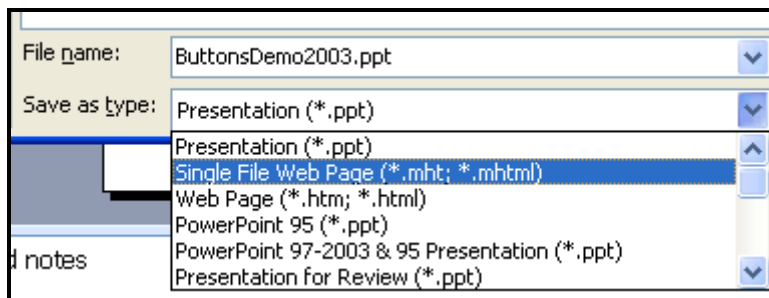 File name: ButtonsDemo2003.ppt
Save as type: Presentation (*.ppt)
Presentation (*.ppt)
Single File Web Page (*.mht; *.mhtml)
Web Page (*.htm; *.html)
PowerPoint 95 (*.ppt)
PowerPoint 97-2003 & 95 Presentation (*.ppt)
Presentation for Review (*.ppt)
notes